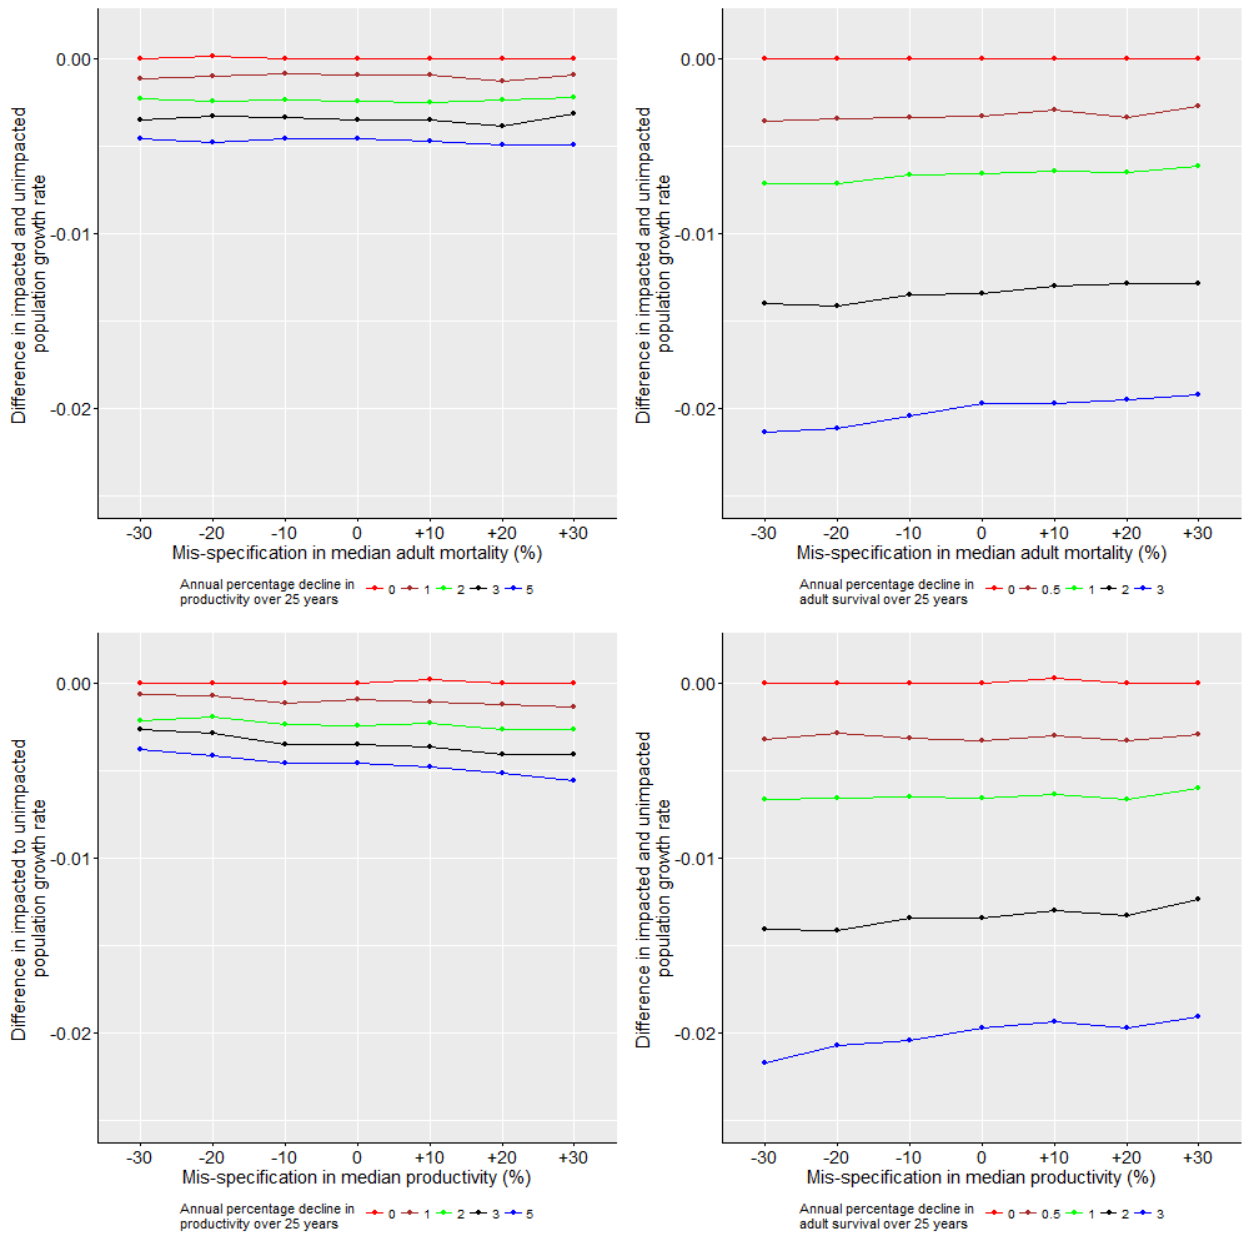 Difference in impacted and unimpacted
population growth rate
0.00
-0.01
-0.02
-30 -20 -10 0 +10 +20 +30
Mis-specification in median adult mortality (%)
Annual percentage decline in
productivity over 25 years
0 1 2 3 5
Difference in impacted and unimpacted
population growth rate
0.00
-0.01
-0.02
-30 -20 -10 0 +10 +20 +30
Mis-specification in median adult mortality (%)
Annual percentage decline in
adult survival over 25 years
0 0.5 1 2 3
Difference in impacted to unimpacted
population growth rate
0.00
-0.01
-0.02
-30 -20 -10 0 +10 +20 +30
Mis-specification in median productivity (%)
Annual percentage decline in
productivity over 25 years
0 1 2 3 5
Difference in impacted and unimpacted
population growth rate
0.00
-0.01
-0.02
-30 -20 -10 0 +10 +20 +30
Mis-specification in median productivity (%)
Annual percentage decline in
adult survival over 25 years
0 0.5 1 2 3